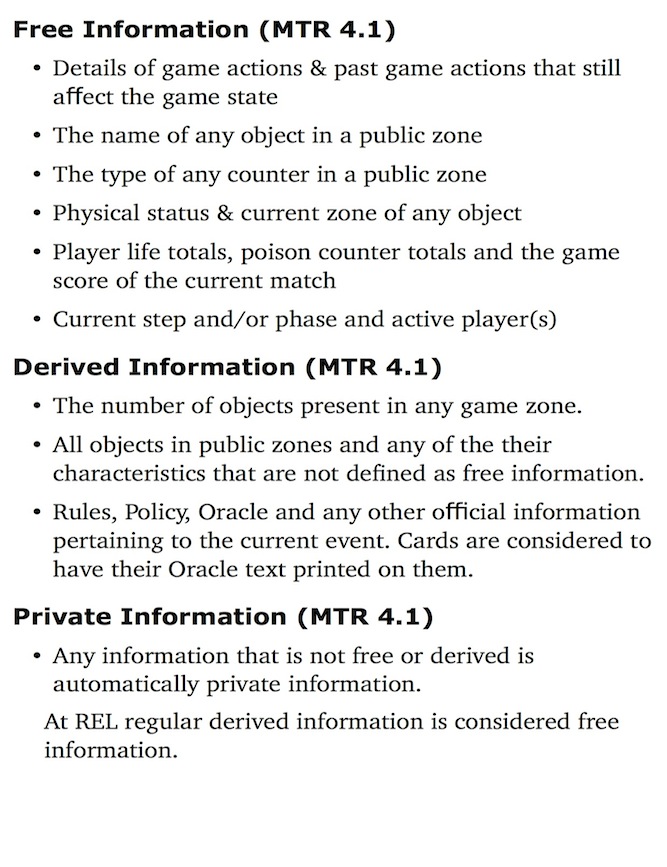 Free Information (MTR 4.1)
• Details of game actions & past game actions that still
affect the game state
• The name of any object in a public zone
• The type of any counter in a public zone
• Physical status & current zone of any object
• Player life totals, poison counter totals and the game
score of the current match
• Current step and/or phase and active player(s)
Derived Information (MTR 4.1)
• The number of objects present in any game zone.
• All objects in public zones and any of the their
characteristics that are not defined as free information.
• Rules, Policy, Oracle and any other official information
pertaining to the current event. Cards are considered to
have their Oracle text printed on them.
Private Information (MTR 4.1)
• Any information that is not free or derived is
automatically private information.
At REL regular derived information is considered free
information.